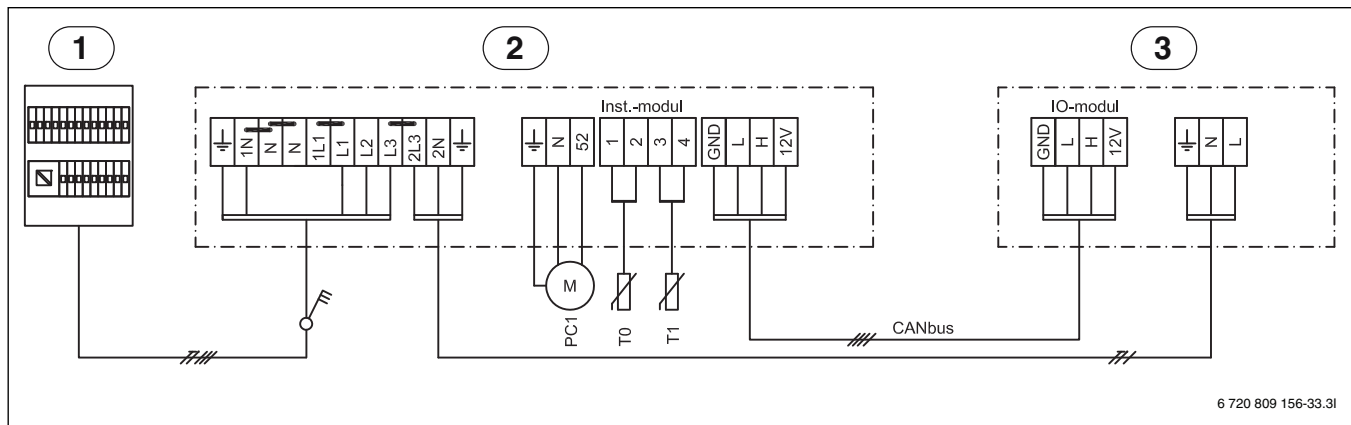 1
2
3
Inst.-modul
IO-modul
1N N N 1L1 L1 L2 L3 2L3 2N
N 52
1 2 3 4
GND L H 12V
GND L H 12V
N L
M
PC1
T0
T1
CANbus
6 720 809 156-33.3I